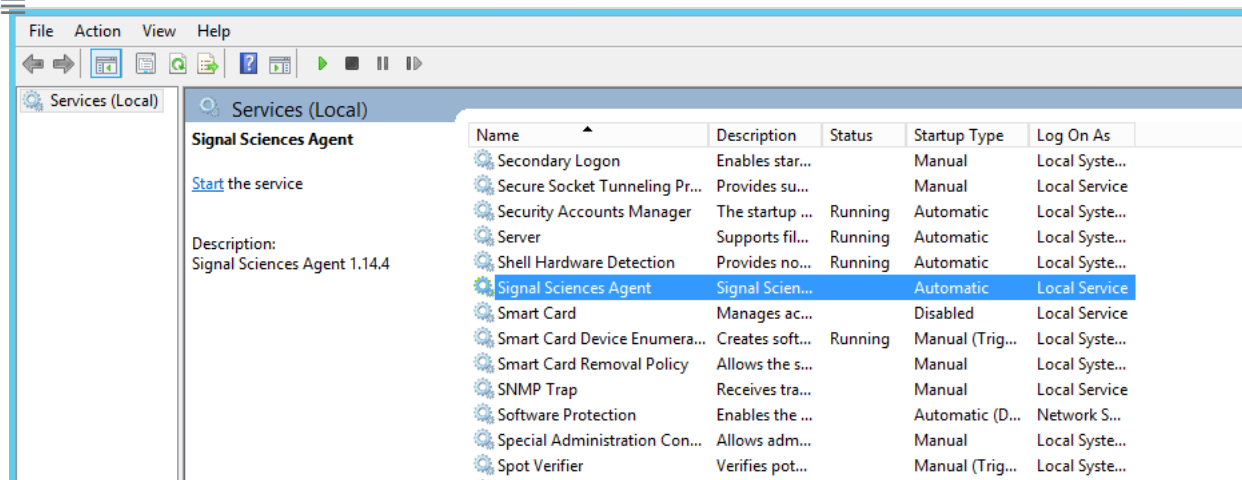 File Action View Help
Services (Local)
Services (Local)
Signal Sciences Agent
Start the service
Description:
Signal Sciences Agent 1.14.4
Name Description Status Startup Type Log On As
Secondary Logon Enables star... Manual Local Syste...
Secure Socket Tunneling Pr... Provides su... Manual Local Service
Security Accounts Manager The startup ... Running Automatic Local Syste...
Server Supports fil... Running Automatic Local Syste...
Shell Hardware Detection Provides no... Running Automatic Local Syste...
Signal Sciences Agent Signal Scien... Automatic Local Service
Smart Card Manages ac... Disabled Local Service
Smart Card Device Enumera... Creates soft... Running Manual (Trig... Local Syste...
Smart Card Removal Policy Allows the s... Manual Local Syste...
SNMP Trap Receives tra... Manual Local Service
Software Protection Enables the ... Automatic (D... Network S...
Special Administration Con... Allows adm... Manual Local Syste...
Spot Verifier Verifies pot... Manual (Trig... Local Syste...